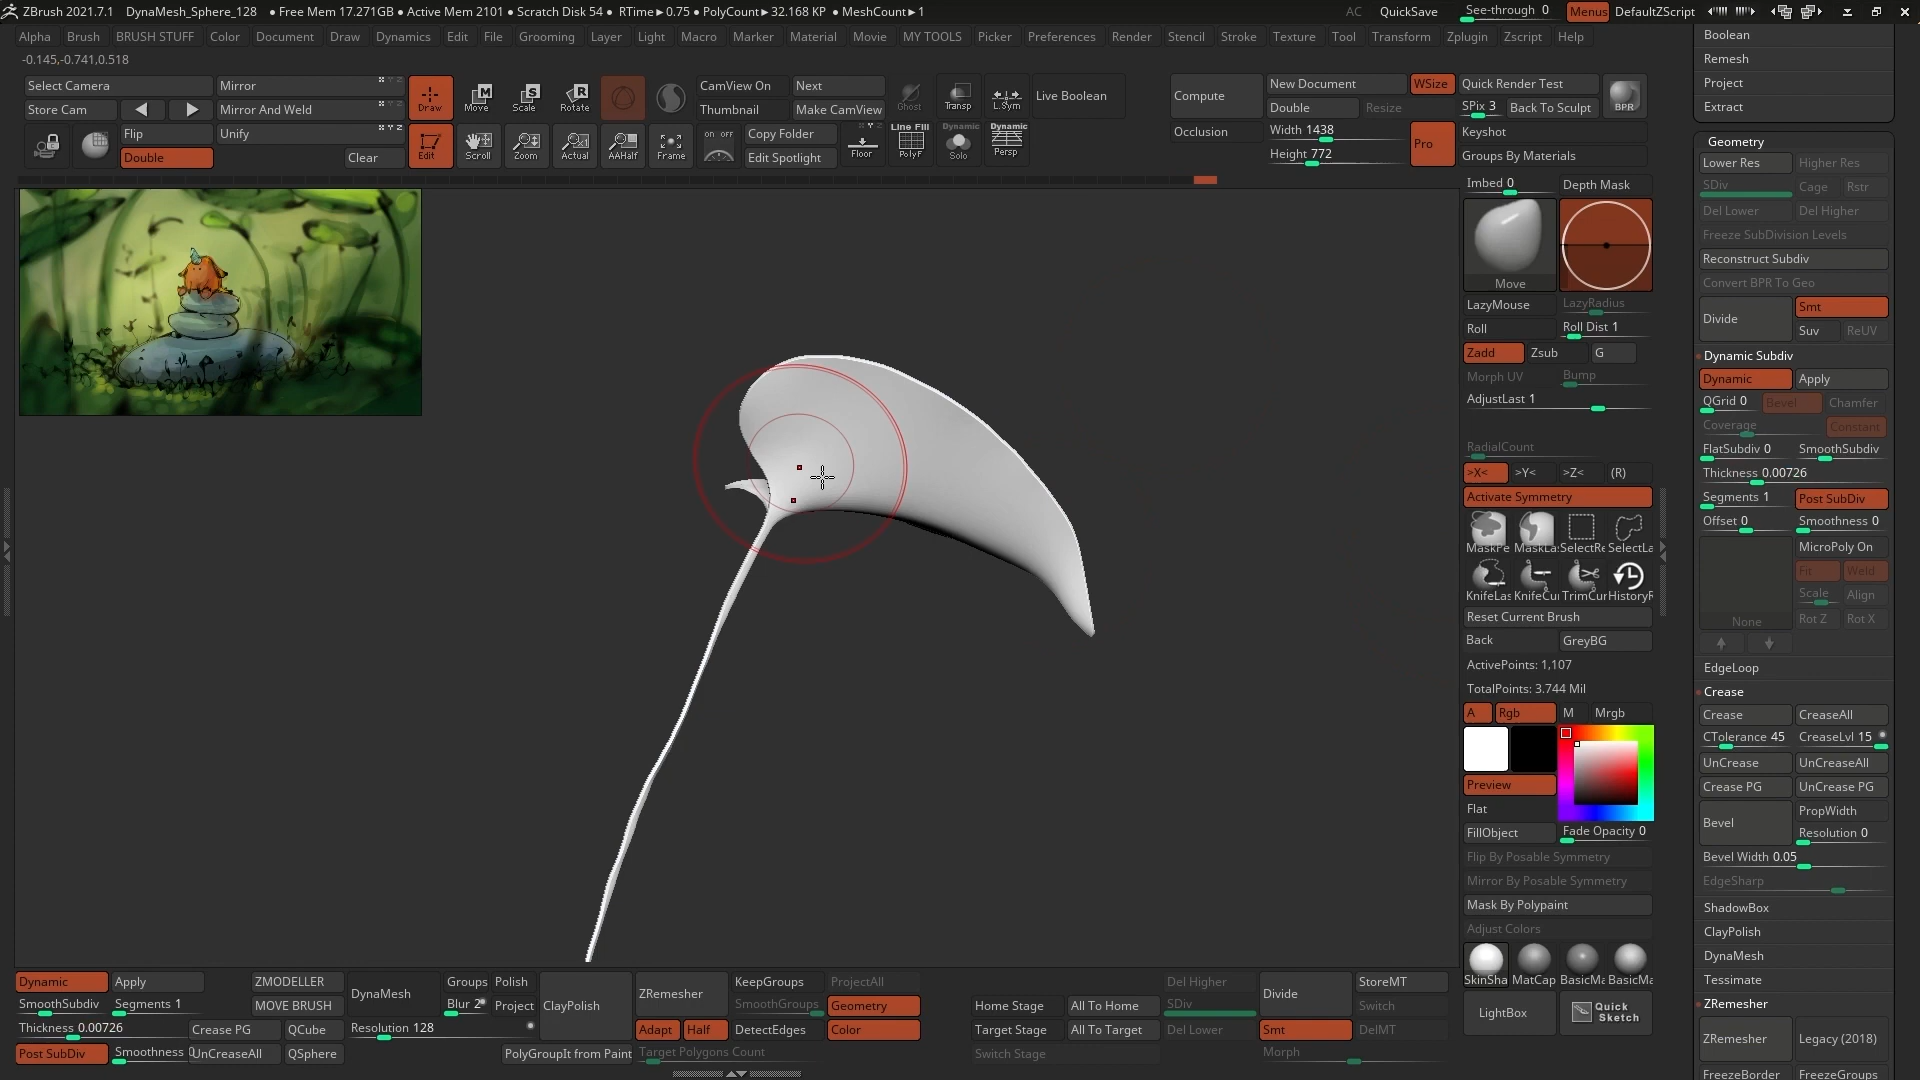 ZBrush 2021.7.1 DynaMesh_Sphere_128 ● Free Mem 17.271GB ● Active Mem 2101 ● Scratch Disk 54 ● RTime▸0.75 ● PolyCount▸32.168 KP ● MeshCount▸1 AC QuickSave See-through 0 Menus DefaultZScript
Alpha Brush BRUSH STUFF Color Document Draw Dynamics Edit File Grooming Layer Light Macro Marker Material Movie MY TOOLS Picker Preferences Render Stencil Stroke Texture Tool Transform Zplugin Zscript Help
-0.145,-0.741,0.518
Select Camera Mirror
Store Cam Mirror And Weld
Flip Unify
Double Clear
Draw Move Scale Rotate
Edit Scroll Zoom Actual AAHalf Frame
CamView On Next
Thumbnail Make CamView
ON OFF Copy Folder
Edit Spotlight
Ghost Transp L.Sym Live Boolean
Floor
Line Fill PolyF
Dynamic Solo
Dynamic Persp
Compute New Document WSize Quick Render Test
Double Resize SPix 3 Back To Sculpt BPR
Occlusion Width 1438 Pro Keyshot
Height 772 Groups By Materials
Imbed 0 Depth Mask
Move
LazyMouse LazyRadius
Roll Roll Dist 1
Zadd Zsub G
Morph UV Bump
AdjustLast 1
RadialCount
>X< >Y< >Z< (R)
Activate Symmetry
MaskPe MaskLa SelectRe SelectLa
KnifeLas KnifeCu TrimCur HistoryR
Reset Current Brush
Back GreyBG
ActivePoints: 1,107
TotalPoints: 3.744 Mil
A Rgb M Mrgb
Preview
Flat
FillObject Fade Opacity 0
Flip By Posable Symmetry
Mirror By Posable Symmetry
Mask By Polypaint
Adjust Colors
SkinSha MatCap BasicMa BasicMa
LightBox Quick Sketch
Boolean
Remesh
Project
Extract
Geometry
Lower Res Higher Res
SDiv Cage Rstr
Del Lower Del Higher
Freeze SubDivision Levels
Reconstruct Subdiv
Convert BPR To Geo
Divide Smt
Suv ReUV
Dynamic Subdiv
Dynamic Apply
QGrid 0 Bevel Chamfer
Coverage Constant
FlatSubdiv 0 SmoothSubdiv
Thickness 0.00726
Segments 1 Post SubDiv
Offset 0 Smoothness 0
MicroPoly On
Fit Weld
Scale Align
None Rot Z Rot X
EdgeLoop
Crease
Crease CreaseAll
CTolerance 45 CreaseLvl 15
UnCrease UnCreaseAll
Crease PG UnCrease PG
Bevel PropWidth
Resolution 0
Bevel Width 0.05
EdgeSharp
ShadowBox
ClayPolish
DynaMesh
Tessimate
ZRemesher
ZRemesher Legacy (2018)
FreezeBorder FreezeGroups
Dynamic Apply ZMODELLER DynaMesh Groups Polish ClayPolish ZRemesher KeepGroups ProjectAll Del Higher Divide StoreMT
SmoothSubdiv Segments 1 MOVE BRUSH Blur 2 Project SmoothGroups Geometry Home Stage All To Home SDiv Switch
Thickness 0.00726 Crease PG QCube Resolution 128 Adapt Half DetectEdges Color Target Stage All To Target Del Lower Smt DelMT
Post SubDiv Smoothness 0 UnCreaseAll QSphere PolyGroupIt from Paint Target Polygons Count Switch Stage Morph